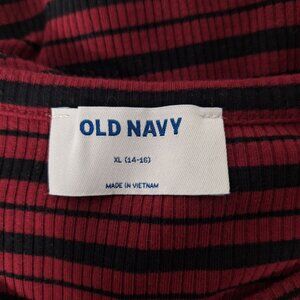 OLD NAVY
XL (14-16)
MADE IN VIETNAM